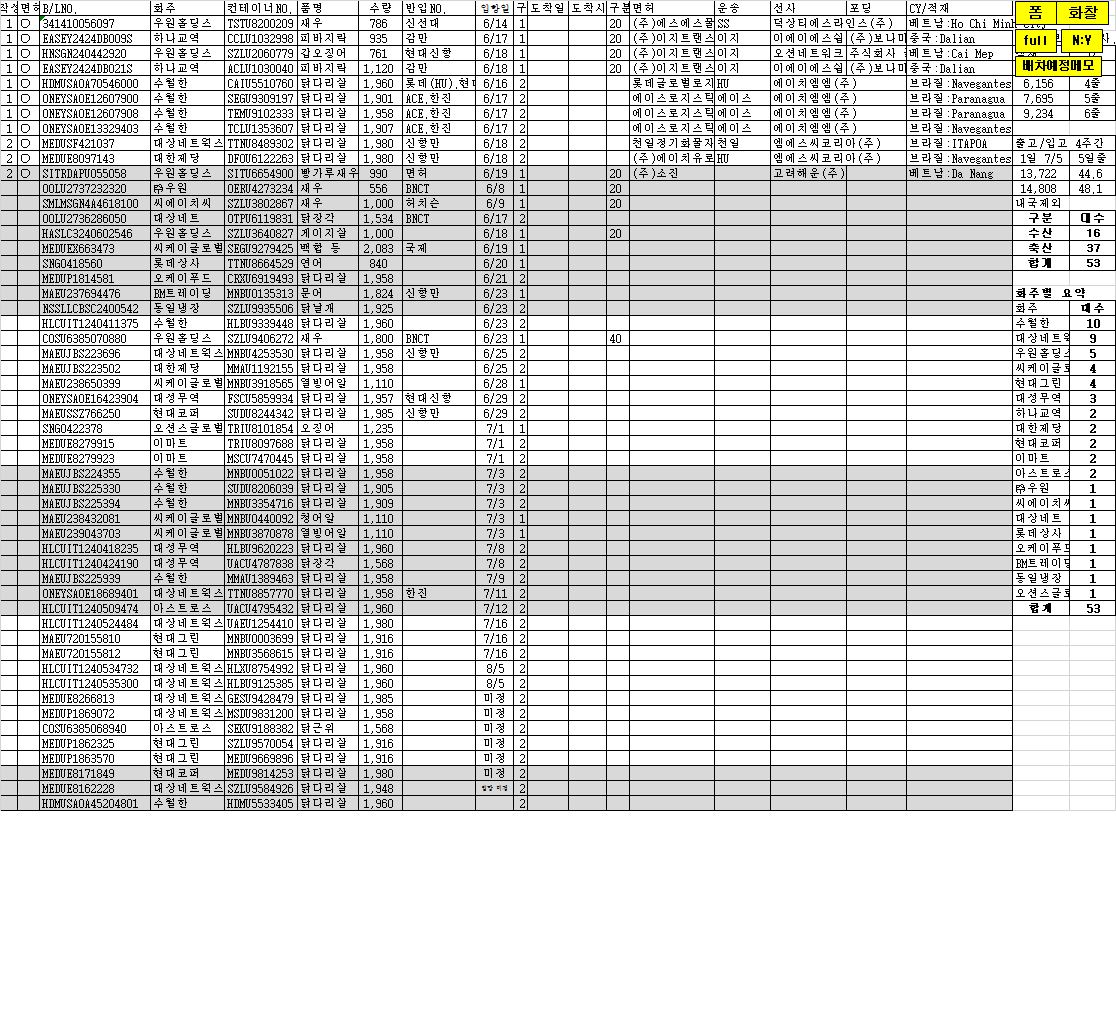 작성 면허 B/LNO. 화주 컨테이너NO. 품명 수량 반입NO. 입항일 구 도착일 도착시 구분 면허 운송 선사 포딩 CY/적재 폼 화찰
1 ○ 341410056097 우원홀딩스 TSTU8200209 새우 786 신선대 6/14 1 20 (주)에스에스물 SS 덕상티에스라인스(주) 베트남:Ho Chi Minh
1 ○ EASEY2424DB009S 하나교역 CCLU1032998 피바지락 935 감만 6/17 1 20 (주)이지트랜스 이지 이에이에스쉽 (주)보나미 중국:Dalian full N:Y
1 ○ HNSGN240442920 우원홀딩스 SZLU2060779 갑오징어 761 현대신항 6/18 1 20 (주)이지트랜스 이지 오션네트워크 주식회사 베트남:Cai Mep
1 ○ EASEY2424DB021S 하나교역 ACLU1030040 피바지락 1,120 감만 6/18 1 20 (주)이지트랜스 이지 이에이에스쉽 (주)보나미 중국:Dalian 배차예정메모
1 ○ HDMUSAOA70546000 수월한 CAIU5510760 닭다리살 1,960 롯데(HU),현대 6/16 2 롯데글로벌로지 HU 에이치엠엠(주) 브라질:Navegantes 6,156 4출
1 ○ ONEYSAOE12607900 수월한 SEGU9309197 닭다리살 1,901 ACE,한진 6/17 2 에이스로지스틱 에이스 에이치엠엠(주) 브라질:Paranagua 7,695 5출
1 ○ ONEYSAOE12607908 수월한 TEMU9102333 닭다리살 1,958 ACE,한진 6/17 2 에이스로지스틱 에이스 에이치엠엠(주) 브라질:Paranagua 9,234 6출
1 ○ ONEYSAOE13329403 수월한 TCLU1353607 닭다리살 1,907 ACE,한진 6/17 2 에이스로지스틱 에이스 에이치엠엠(주) 브라질:Navegantes
2 ○ MEDUSF421037 대상네트웍스 TTNU8489302 닭다리살 1,980 신항만 6/18 2 천일정기화물자 천일 엠에스씨코리아(주) 브라질:ITAPOA 출고/입고 4주간
2 ○ MEDUE8097143 대한제당 DFOU6122263 닭다리살 1,980 신항만 6/18 2 (주)에이치유로 HU 엠에스씨코리아(주) 브라질:Navegantes 1일 7/5 5일출
2 ○ SITRDAPU055058 우원홀딩스 SITU6654900 빵가루새우 990 면허 6/19 1 20 (주)소진 고려해운(주) 베트남:Da Nang 13,722 44.6
OOLU2737232320 ㈜우원 OERU4273234 새우 556 BNCT 6/8 1 20 14,808 48.1
SMLMSGN4A4618100 씨에이치씨 SZLU3802867 새우 1,000 허치슨 6/9 1 20 내국제외
OOLU2736286050 대상네트 OTPU6119831 닭장각 1,534 BNCT 6/17 2 구분 대수
HASLC3240602546 우원홀딩스 SZLU3640827 게이지살 1,000 6/18 1 20 수산 16
MEDUEX663473 씨케이글로벌 SEGU9279425 백합 등 2,083 국제 6/19 1 축산 37
SNGO418560 롯데상사 TTNU8664529 연어 840 6/20 1 합계 53
MEDUP1814581 오케이푸드 CRXU6919493 닭다리살 1,958 6/21 2
MAEU237694476 BM트레이딩 MNBU0135313 문어 1,824 신항만 6/23 1 화주별 요약
NSSLLCBSC2400542 동일냉장 SZLU9935506 닭날개 1,925 6/23 2 화주 대수
HLCUIT1240411375 수월한 HLBU9339448 닭다리살 1,960 6/23 2 수월한 10
COSU6385070880 우원홀딩스 SZLU9406272 새우 1,800 BNCT 6/23 1 40 대상네트웍 9
MAEUJBS223696 대상네트웍스 MNBU4253530 닭다리살 1,958 신항만 6/25 2 우원홀딩스 5
MAEUJBS223502 대한제당 MMAU1192155 닭다리살 1,958 6/25 2 씨케이글로 4
MAEU238650399 씨케이글로벌 MNBU3918565 열빙어알 1,110 6/28 1 현대그린 4
ONEYSAOE16423904 대성무역 FSCU5859934 닭다리살 1,957 현대신항 6/29 2 대성무역 3
MAEUSSZ766250 현대코퍼 SUDU8244342 닭다리살 1,985 신항만 6/29 2 하나교역 2
SNGO422378 오션스글로벌 TRIU8101854 오징어 1,235 7/1 1 대한제당 2
MEDUE8279915 이마트 TRIU8097688 닭다리살 1,958 7/1 2 현대코퍼 2
MEDUE8279923 이마트 MSCU7470445 닭다리살 1,958 7/1 2 이마트 2
MAEUJBS224355 수월한 MNBU0051022 닭다리살 1,958 7/3 2 아스트로스 2
MAEUJBS225330 수월한 SUDU8206039 닭다리살 1,905 7/3 2 ㈜우원 1
MAEUJBS225394 수월한 MNBU3354716 닭다리살 1,909 7/3 2 씨에이치씨 1
MAEU238432081 씨케이글로벌 MNBU0440092 청어알 1,110 7/3 1 대상네트 1
MAEU239043703 씨케이글로벌 MNBU3870878 열빙어알 1,110 7/3 1 롯데상사 1
HLCUIT1240418235 대성무역 HLBU9620223 닭다리살 1,960 7/8 2 오케이푸드 1
HLCUIT1240424190 대성무역 UACU4787838 닭장각 1,568 7/8 2 BM트레이딩 1
MAEUJBS225939 수월한 MMAU1389463 닭다리살 1,958 7/9 2 동일냉장 1
ONEYSAOE18689401 대상네트웍스 TTNU8857770 닭다리살 1,958 한진 7/11 2 오션스글로 1
HLCUIT1240509474 아스트로스 UACU4795432 닭다리살 1,960 7/12 2 합계 53
HLCUIT1240524484 대상네트웍스 UAEU1254410 닭다리살 1,980 7/16 2
MAEU720155810 현대그린 MNBU0003699 닭다리살 1,916 7/16 2
MAEU720155812 현대그린 MNBU3568615 닭다리살 1,916 7/16 2
HLCUIT1240534732 대상네트웍스 HLXU8754992 닭다리살 1,960 8/5 2
HLCUIT1240535300 대상네트웍스 HLBU9125385 닭다리살 1,960 8/5 2
MEDUE8266813 대상네트웍스 GESU9428479 닭다리살 1,985 미정 2
MEDUP1869072 대상네트웍스 MSDU9831200 닭다리살 1,958 미정 2
COSU6385068940 아스트로스 SEKU9188382 닭근위 1,568 미정 2
MEDUP1862325 현대그린 SZLU9570054 닭다리살 1,916 미정 2
MEDUP1863570 현대그린 MEDU9669896 닭다리살 1,916 미정 2
MEDUE8171849 현대코퍼 MEDU9814253 닭다리살 1,980 미정 2
MEDUE8162228 대상네트웍스 SZLU9584926 닭다리살 1,948 2
HDMUSAOA45204801 수월한 HDMU5533405 닭다리살 1,960 2